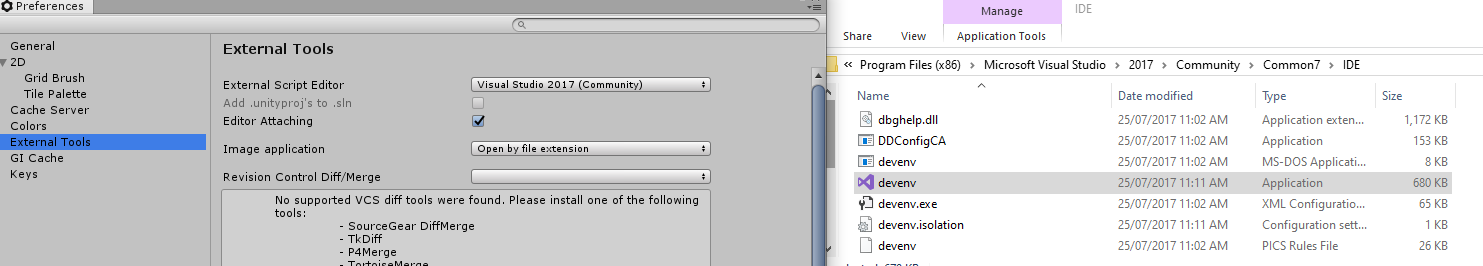 Preferences
General
2D
Grid Brush
Tile Palette
Cache Server
Colors
External Tools
GI Cache
Keys
External Tools
External Script Editor Visual Studio 2017 (Community)
Add .unityproj's to .sln
Editor Attaching
Image application Open by file extension
Revision Control Diff/Merge
No supported VCS diff tools were found. Please install one of the following
tools:
- SourceGear DiffMerge
- TkDiff
- P4Merge
- TortoiseMerge
Manage IDE
Share View Application Tools
« Program Files (x86) › Microsoft Visual Studio › 2017 › Community › Common7 › IDE
Name Date modified Type Size
dbghelp.dll 25/07/2017 11:02 AM Application exten... 1,172 KB
DDConfigCA 25/07/2017 11:02 AM Application 153 KB
devenv 25/07/2017 11:02 AM MS-DOS Applicati... 8 KB
devenv 25/07/2017 11:11 AM Application 680 KB
devenv.exe 25/07/2017 11:02 AM XML Configuratio... 65 KB
devenv.isolation 25/07/2017 11:11 AM Configuration sett... 1 KB
devenv 25/07/2017 11:02 AM PICS Rules File 26 KB